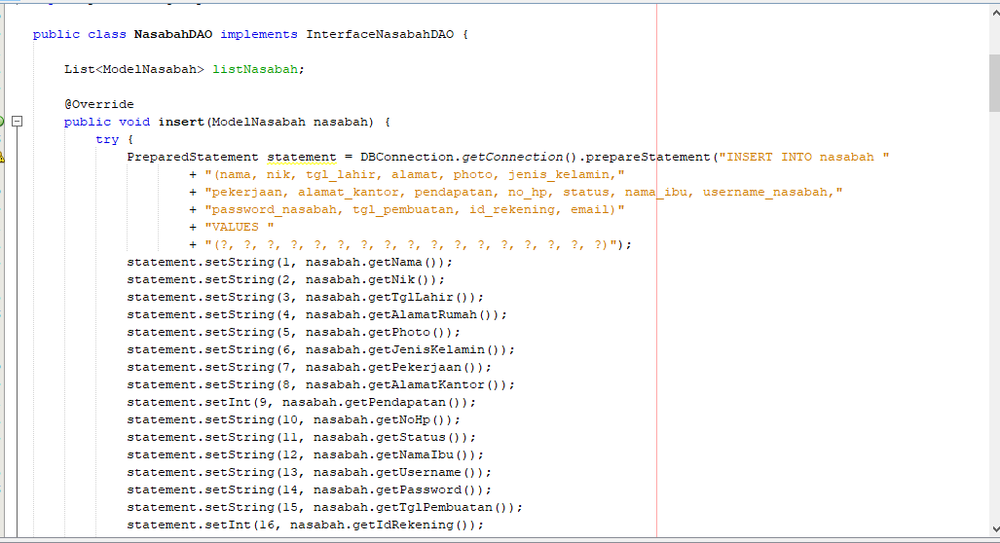 public class NasabahDAO implements InterfaceNasabahDAO {
List<ModelNasabah> listNasabah;
@Override
public void insert(ModelNasabah nasabah) {
try {
PreparedStatement statement = DBConnection.getConnection().prepareStatement("INSERT INTO nasabah "
+ "(nama, nik, tgl_lahir, alamat, photo, jenis_kelamin,"
+ "pekerjaan, alamat_kantor, pendapatan, no_hp, status, nama_ibu, username_nasabah,"
+ "password_nasabah, tgl_pembuatan, id_rekening, email)"
+ "VALUES "
+ "(?, ?, ?, ?, ?, ?, ?, ?, ?, ?, ?, ?, ?, ?, ?, ?, ?)");
statement.setString(1, nasabah.getNama());
statement.setString(2, nasabah.getNik());
statement.setString(3, nasabah.getTglLahir());
statement.setString(4, nasabah.getAlamatRumah());
statement.setString(5, nasabah.getPhoto());
statement.setString(6, nasabah.getJenisKelamin());
statement.setString(7, nasabah.getPekerjaan());
statement.setString(8, nasabah.getAlamatKantor());
statement.setInt(9, nasabah.getPendapatan());
statement.setString(10, nasabah.getNoHp());
statement.setString(11, nasabah.getStatus());
statement.setString(12, nasabah.getNamaIbu());
statement.setString(13, nasabah.getUsername());
statement.setString(14, nasabah.getPassword());
statement.setString(15, nasabah.getTglPembuatan());
statement.setInt(16, nasabah.getIdRekening());